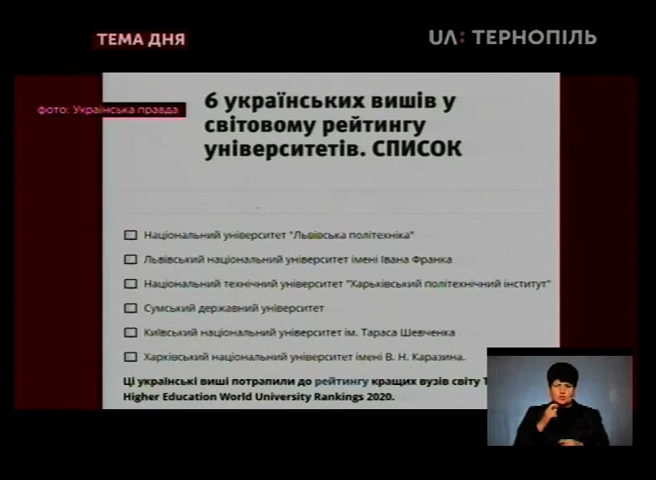 ТЕМА ДНЯ
UA: ТЕРНОПІЛЬ
фото: Українська правда
6 українських вишів у
світовому рейтингу
університетів. СПИСОК
Національний університет "Львівська політехніка"
Львівський національний університет імені Івана Франка
Національний технічний університет "Харьківський політехнічний інститут"
Сумський державний університет
Київський національний університет ім. Тараса Шевченка
Харківський національний університет імені В. Н. Каразина.
Ці українські виші потрапили до рейтингу кращих вузів світу
Higher Education World University Rankings 2020.